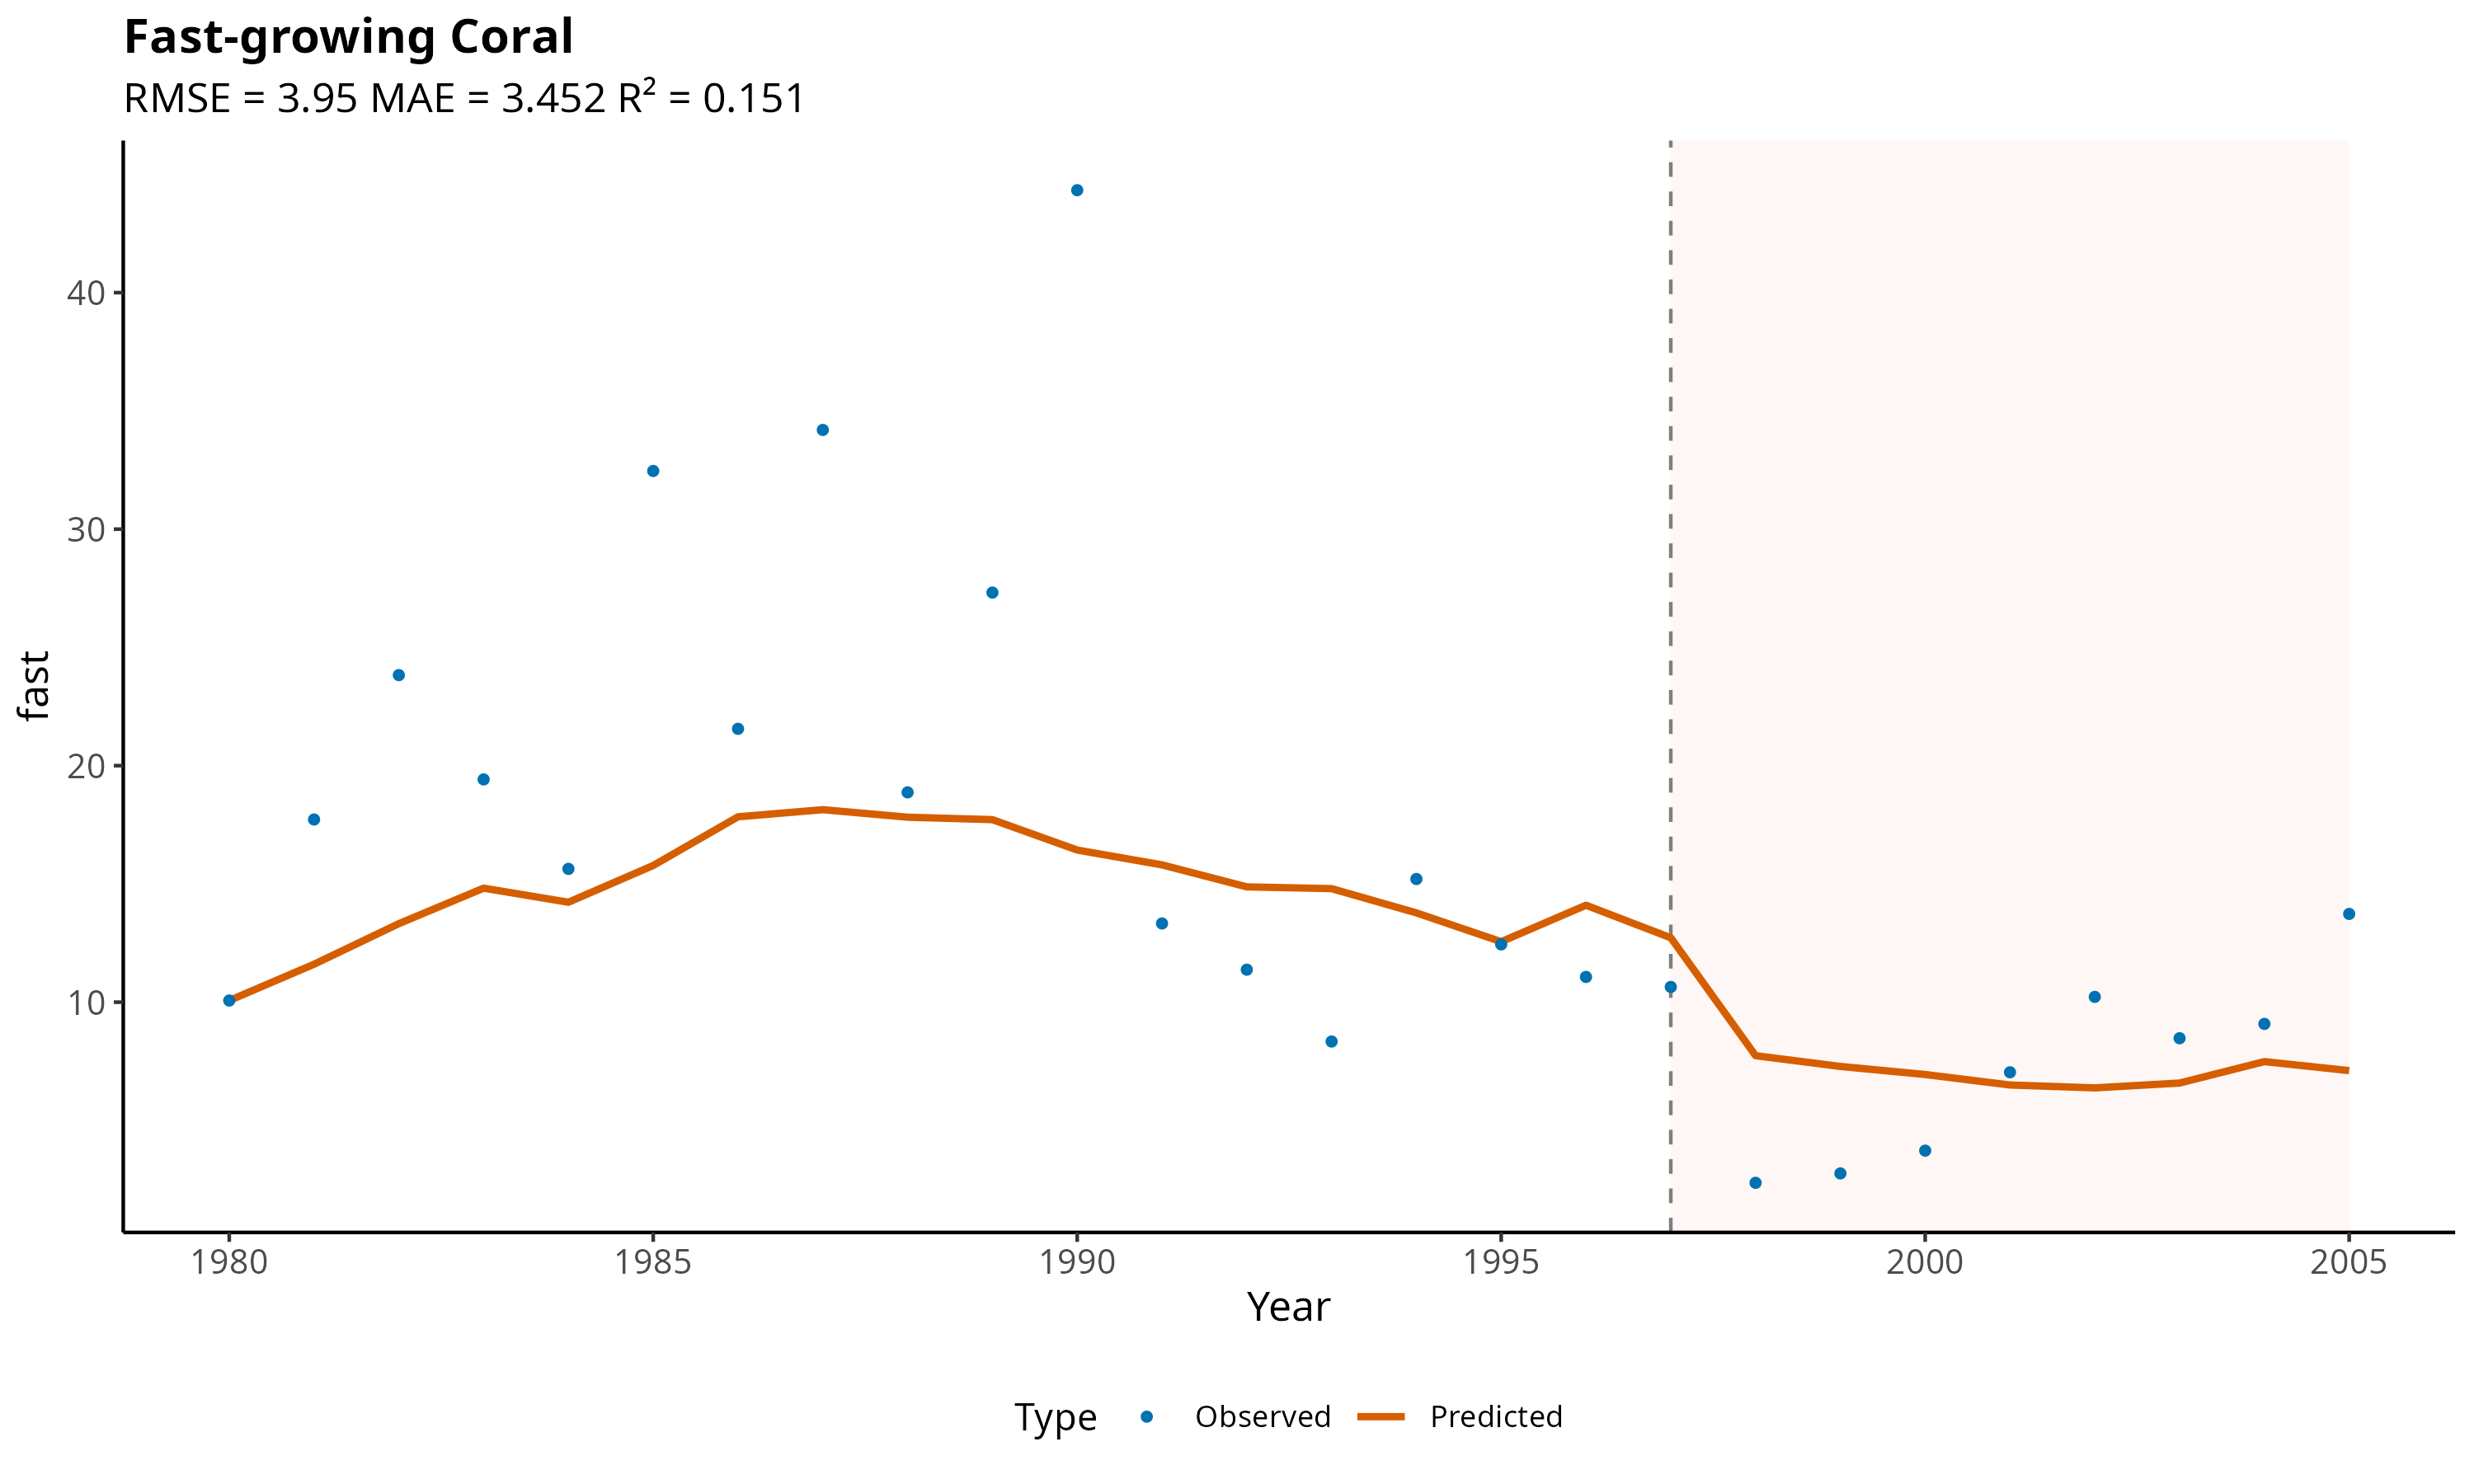 Fast-growing Coral
RMSE = 3.95 MAE = 3.452 R² = 0.151
40
30
20
10
fast
1980 1985 1990 1995 2000 2005
Year
Type Observed Predicted